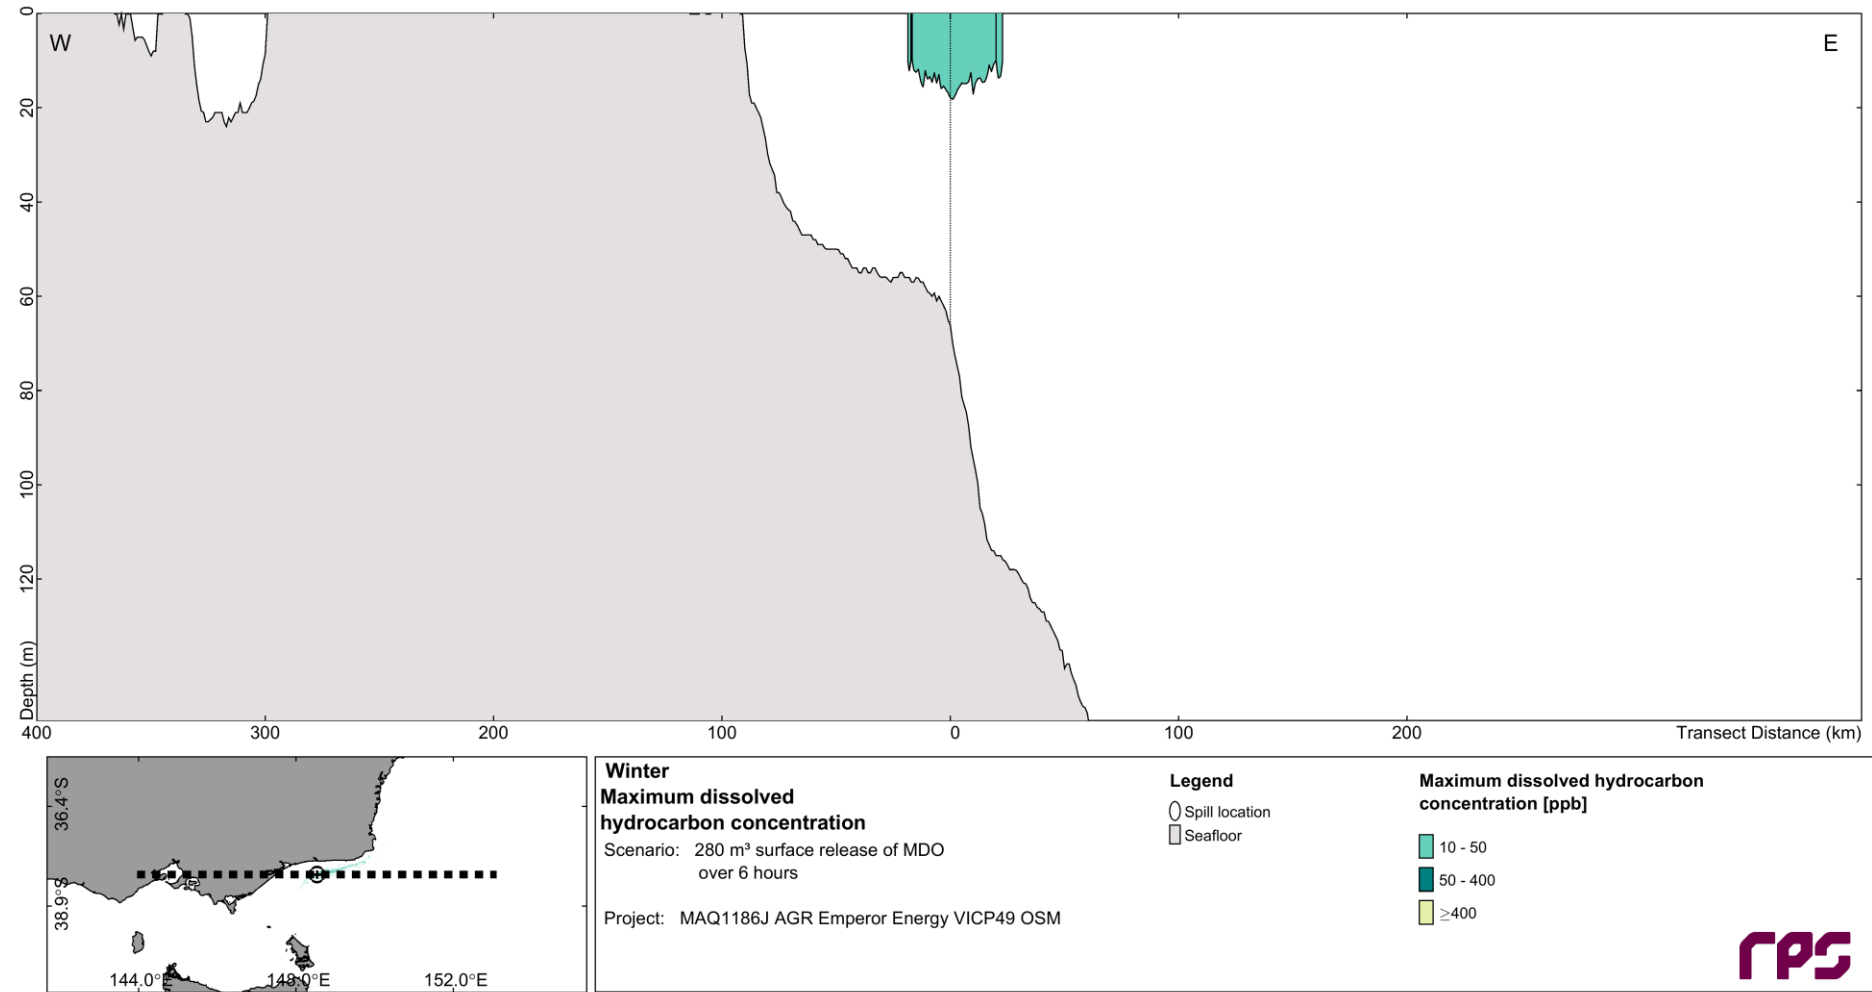 0
20
40
60
80
100
120
Depth (m)
W
E
400
300
200
100
0
100
200
Transect Distance (km)
36.4°S
38.9°S
144.0°E
148.0°E
152.0°E
Winter
Maximum dissolved
hydrocarbon concentration
Scenario: 280 m³ surface release of MDO
over 6 hours
Project: MAQ1186J AGR Emperor Energy VICP49 OSM
Legend
Spill location
Seafloor
Maximum dissolved hydrocarbon
concentration [ppb]
10 - 50
50 - 400
≥400
rps